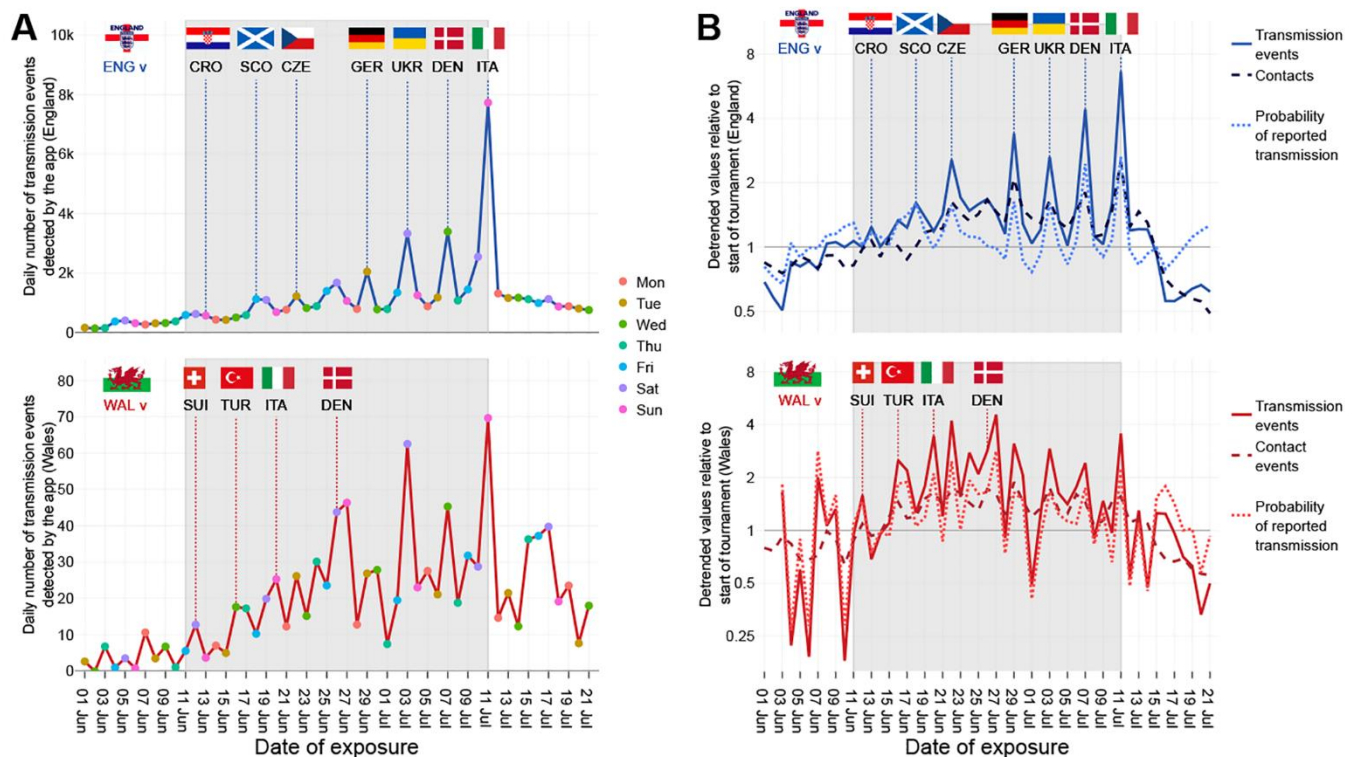 A
ENGLAND
ENG v
CRO
SCO
CZE
GER
UKR
DEN
ITA
Daily number of transmission events
detected by the app (England)
10k
8k
6k
4k
2k
0
Mon
Tue
Wed
Thu
Fri
Sat
Sun
WAL v
SUI
TUR
ITA
DEN
Daily number of transmission events
detected by the app (Wales)
80
70
60
50
40
30
20
10
0
01 Jun
03 Jun
05 Jun
07 Jun
09 Jun
11 Jun
13 Jun
15 Jun
17 Jun
19 Jun
21 Jun
23 Jun
25 Jun
27 Jun
29 Jun
01 Jul
03 Jul
05 Jul
07 Jul
09 Jul
11 Jul
13 Jul
15 Jul
17 Jul
19 Jul
21 Jul
Date of exposure
B
ENGLAND
ENG v
CRO
SCO
CZE
GER
UKR
DEN
ITA
Detrended values relative to
start of tournament (England)
8
4
2
1
0.5
Transmission
events
Contacts
Probability
of reported
transmission
WAL v
SUI
TUR
ITA
DEN
Detrended values relative to
start of tournament (Wales)
8
4
2
1
0.5
0.25
Transmission
events
Contact
events
Probability
of reported
transmission
01 Jun
03 Jun
05 Jun
07 Jun
09 Jun
11 Jun
13 Jun
15 Jun
17 Jun
19 Jun
21 Jun
23 Jun
25 Jun
27 Jun
29 Jun
01 Jul
03 Jul
05 Jul
07 Jul
09 Jul
11 Jul
13 Jul
15 Jul
17 Jul
19 Jul
21 Jul
Date of exposure